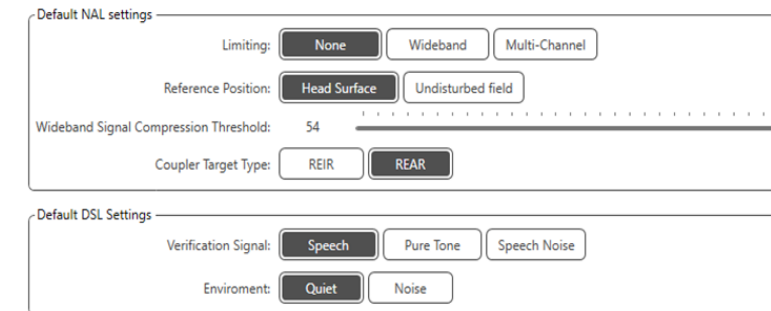 Default NAL settings
Limiting: None Wideband Multi-Channel
Reference Position: Head Surface Undisturbed field
Wideband Signal Compression Threshold: 54
Coupler Target Type: REIR REAR
Default DSL Settings
Verification Signal: Speech Pure Tone Speech Noise
Enviroment: Quiet Noise